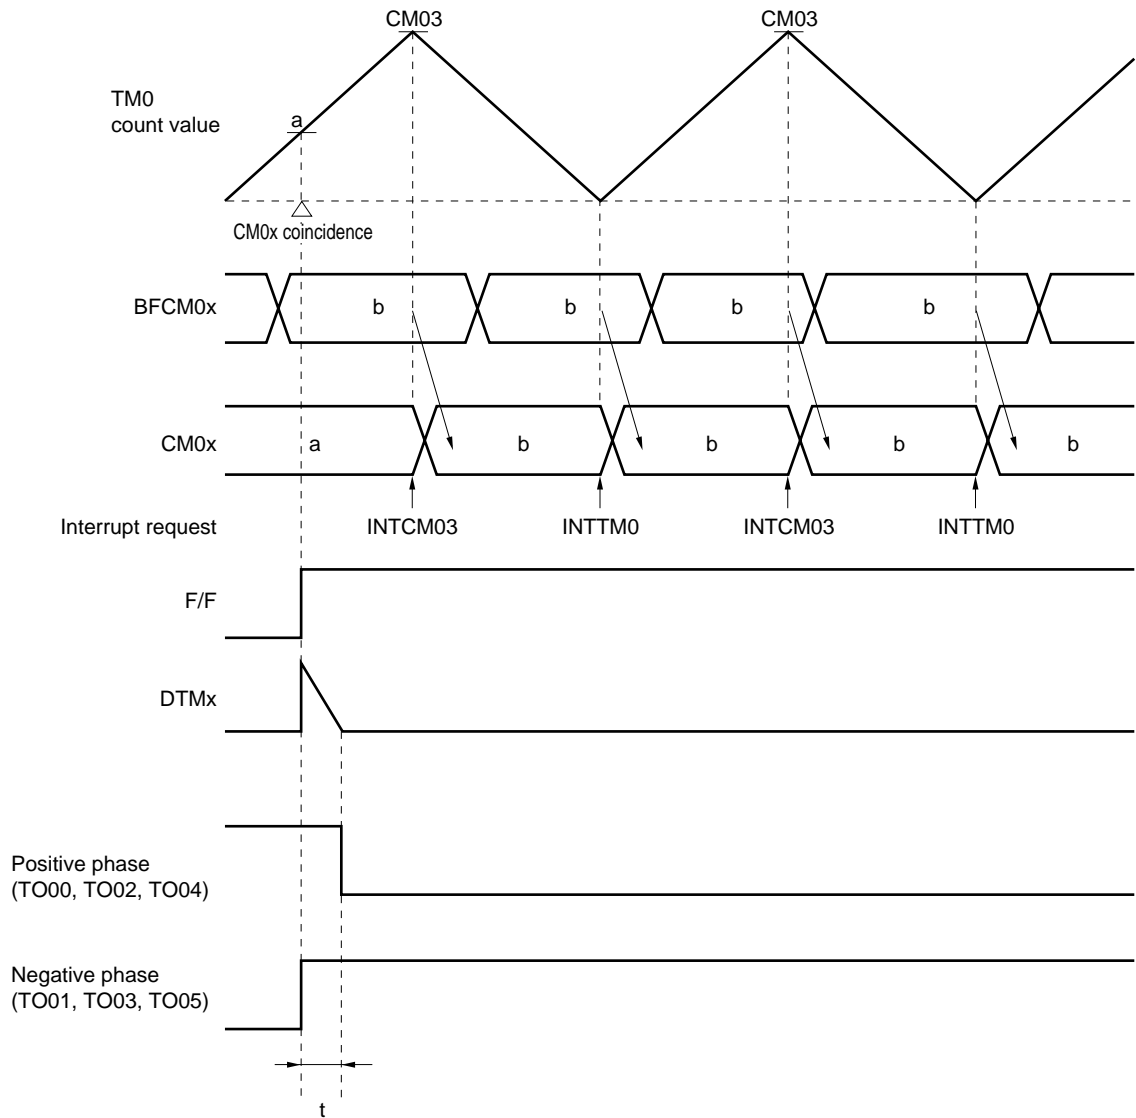 CM03
CM03
TM0
count value
a
CM0x coincidence
BFCM0x
b
b
b
b
CM0x
a
b
b
b
b
Interrupt request
INTCM03
INTTM0
INTCM03
INTTM0
F/F
DTMx
Positive phase
(TO00, TO02, TO04)
Negative phase
(TO01, TO03, TO05)
t